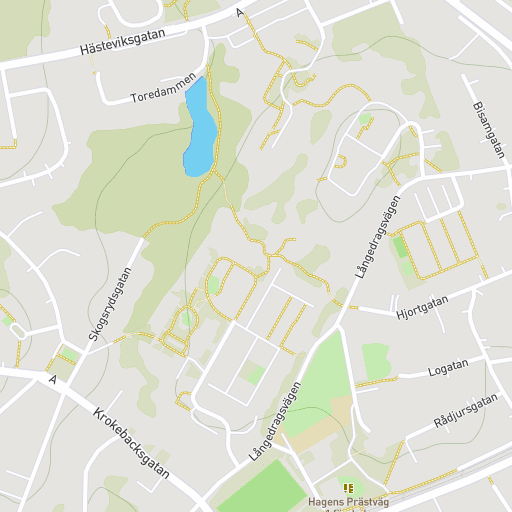 A
Hästeviksgatan
Toredammen
Bisamgatan
Långedragsvägen
Skogsrydsgatan
Hjortgatan
Logatan
A
Krokebacksgatan
Långedragsvägen
Rådjursgatan
Hagens Prästväg